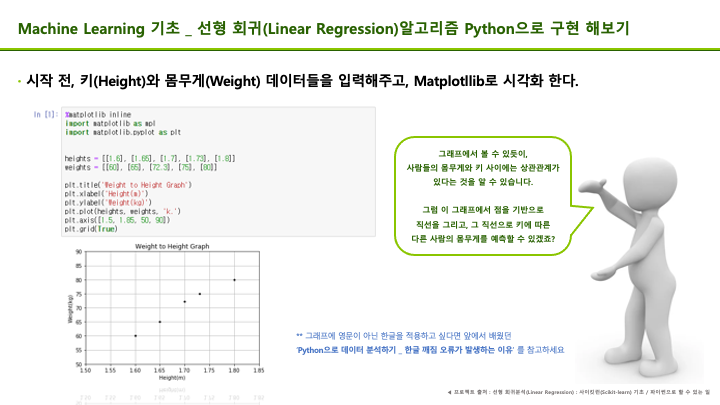 Machine Learning 기초 _ 선형 회귀(Linear Regression)알고리즘 Python으로 구현 해보기
· 시작 전, 키(Height)와 몸무게(Weight) 데이터들을 입력해주고, Matplotllib로 시각화 한다.
In [1]: %matplotlib inline
import matplotlib as mpl
import matplotlib.pyplot as plt
heights = [[1.6], [1.65], [1.7], [1.73], [1.8]]
weights = [[60], [65], [72.3], [75], [80]]
plt.title('Weight to Height Graph')
plt.xlabel('Height(m)')
plt.ylabel('Weight(kg)')
plt.plot(heights, weights, 'k.')
plt.axis([1.5, 1.85, 50, 90])
plt.grid(True)
그래프에서 볼 수 있듯이,
사람들의 몸무게와 키 사이에는 상관관계가
있다는 것을 알 수 있습니다.
그럼 이 그래프에서 점을 기반으로
직선을 그리고, 그 직선으로 키에 따른
다른 사람의 몸무게를 예측할 수 있겠죠?
Weight to Height Graph
90
85
80
75
70
65
60
55
50
Weight(kg)
1.50 1.55 1.60 1.65 1.70 1.75 1.80 1.85
Height(m)
** 그래프에 영문이 아닌 한글을 적용하고 싶다면 앞에서 배웠던
'Python으로 데이터 분석하기 _ 한글 깨짐 오류가 발생하는 이유' 를 참고하세요
◀ 프로젝트 출처 : 선형 회귀분석(Linear Regression) : 사이킷런(Scikit-learn) 기초 / 파이썬으로 할 수 있는 일